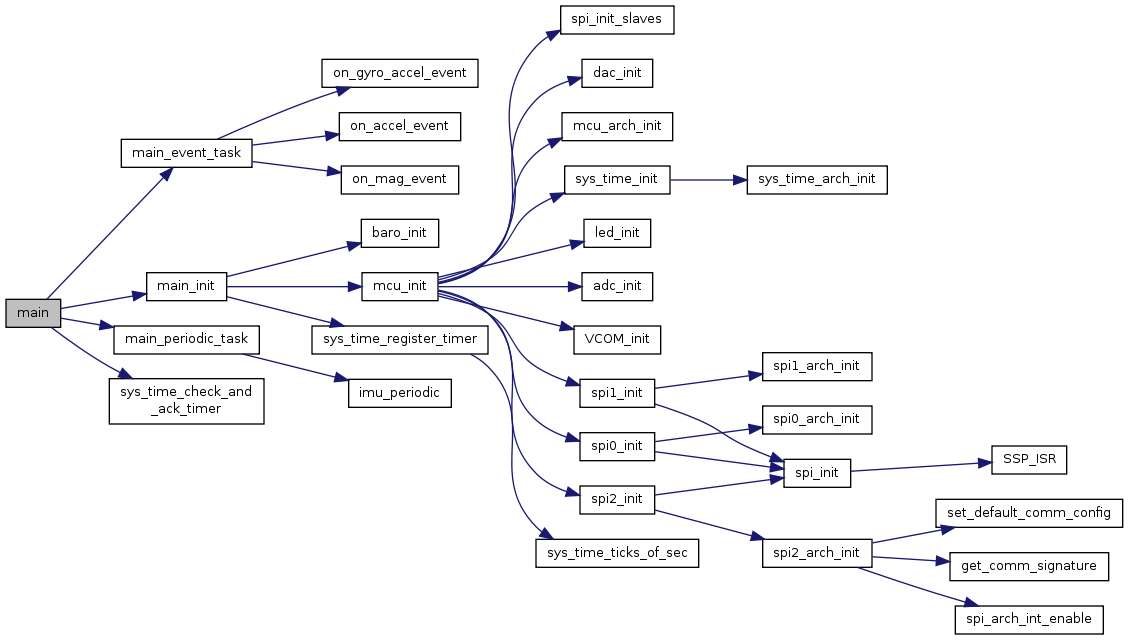 main
main_event_task
on_gyro_accel_event
on_accel_event
on_mag_event
main_init
baro_init
mcu_init
spi_init_slaves
dac_init
mcu_arch_init
sys_time_init
sys_time_arch_init
led_init
adc_init
VCOM_init
spi1_init
spi1_arch_init
spi0_init
spi0_arch_init
spi_init
SSP_ISR
spi2_init
spi2_arch_init
set_default_comm_config
get_comm_signature
spi_arch_int_enable
sys_time_register_timer
sys_time_ticks_of_sec
main_periodic_task
imu_periodic
sys_time_check_and
_ack_timer